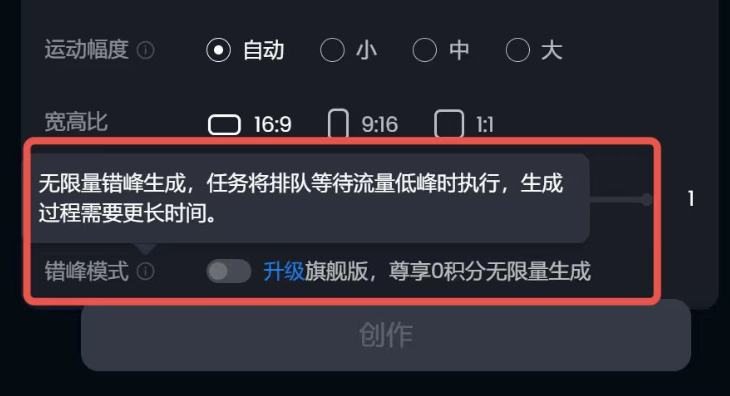 运动幅度 自动 小 中 大
宽高比 16:9 9:16 1:1
无限量错峰生成，任务将排队等待流量低峰时执行，生成
过程需要更长时间。
1
错峰模式 升级旗舰版，尊享0积分无限量生成
创作